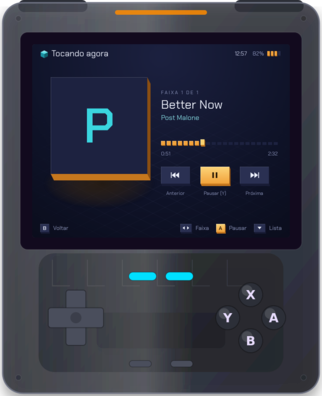 Tocando agora
12:57 92%
P
FAIXA 1 DE 1
Better Now
Post Malone
0:51 2:32
Anterior Pausar [Y] Próxima
B Voltar Faixa A Pausar Lista
X
Y A
B